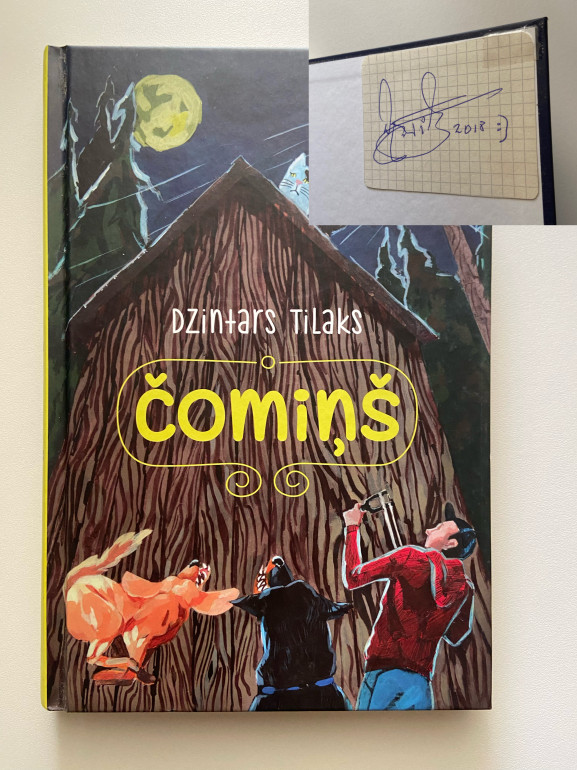 Dzintars Tilaks
čomiņš
2018 :)